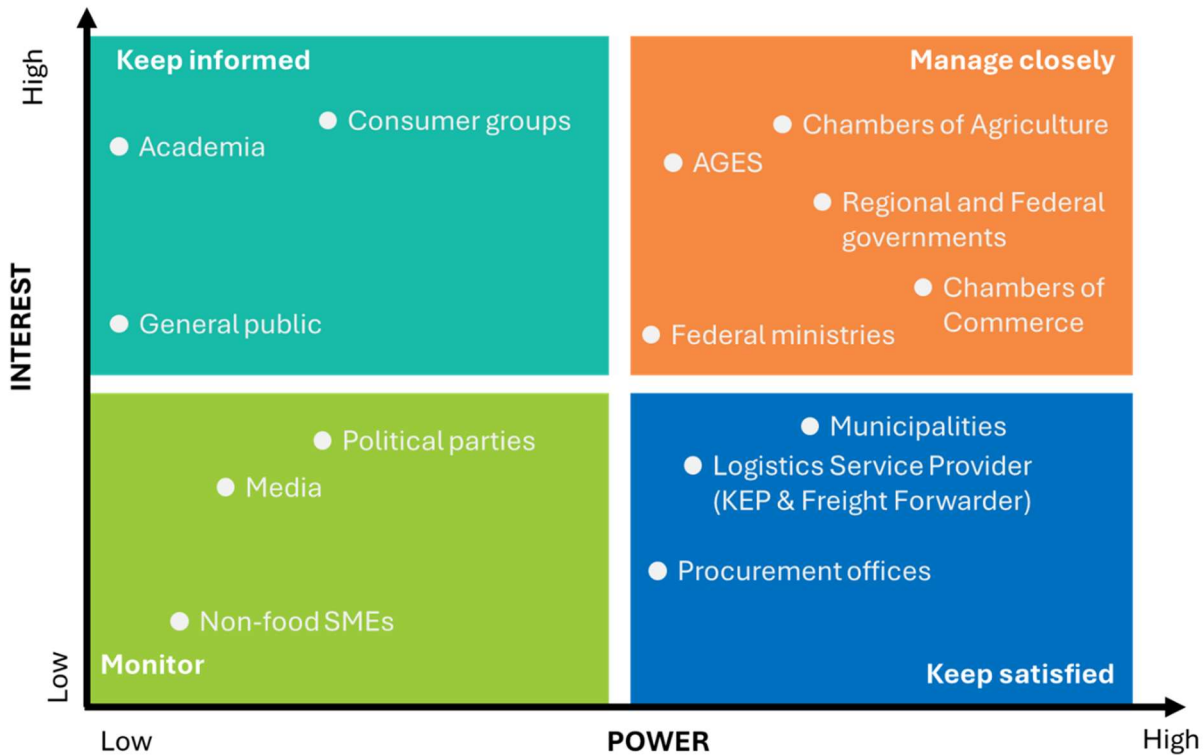 High
Keep informed
Manage closely
Consumer groups
Chambers of Agriculture
Academia
AGES
Regional and Federal
governments
Chambers of
Commerce
General public
Federal ministries
INTEREST
Political parties
Municipalities
Media
Logistics Service Provider
(KEP & Freight Forwarder)
Procurement offices
Non-food SMEs
Monitor
Keep satisfied
Low
Low
POWER
High